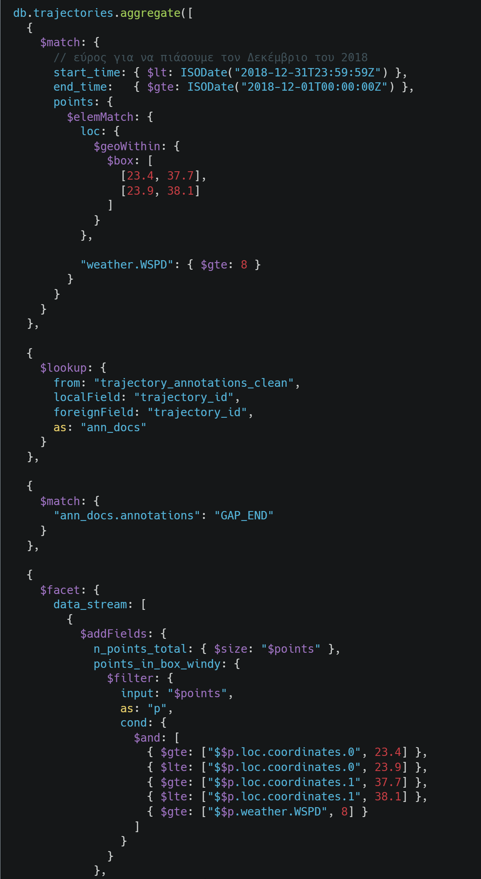 db.trajectories.aggregate([
  {
    $match: {
      // εύρος για να πιάσουμε τον Δεκέμβριο του 2018
      start_time: { $lt: ISODate("2018-12-31T23:59:59Z") },
      end_time:   { $gte: ISODate("2018-12-01T00:00:00Z") },
      points: {
        $elemMatch: {
          loc: {
            $geoWithin: {
              $box: [
                [23.4, 37.7],
                [23.9, 38.1]
              ]
            }
          },
          "weather.WSPD": { $gte: 8 }
        }
      }
    }
  },
  {
    $lookup: {
      from: "trajectory_annotations_clean",
      localField: "trajectory_id",
      foreignField: "trajectory_id",
      as: "ann_docs"
    }
  },
  {
    $match: {
      "ann_docs.annotations": "GAP_END"
    }
  },
  {
    $facet: {
      data_stream: [
        {
          $addFields: {
            n_points_total: { $size: "$points" },
            points_in_box_windy: {
              $filter: {
                input: "$points",
                as: "p",
                cond: {
                  $and: [
                    { $gte: ["$$p.loc.coordinates.0", 23.4] },
                    { $lte: ["$$p.loc.coordinates.0", 23.9] },
                    { $gte: ["$$p.loc.coordinates.1", 37.7] },
                    { $lte: ["$$p.loc.coordinates.1", 38.1] },
                    { $gte: ["$$p.weather.WSPD", 8] }
                  ]
                }
              }
            },